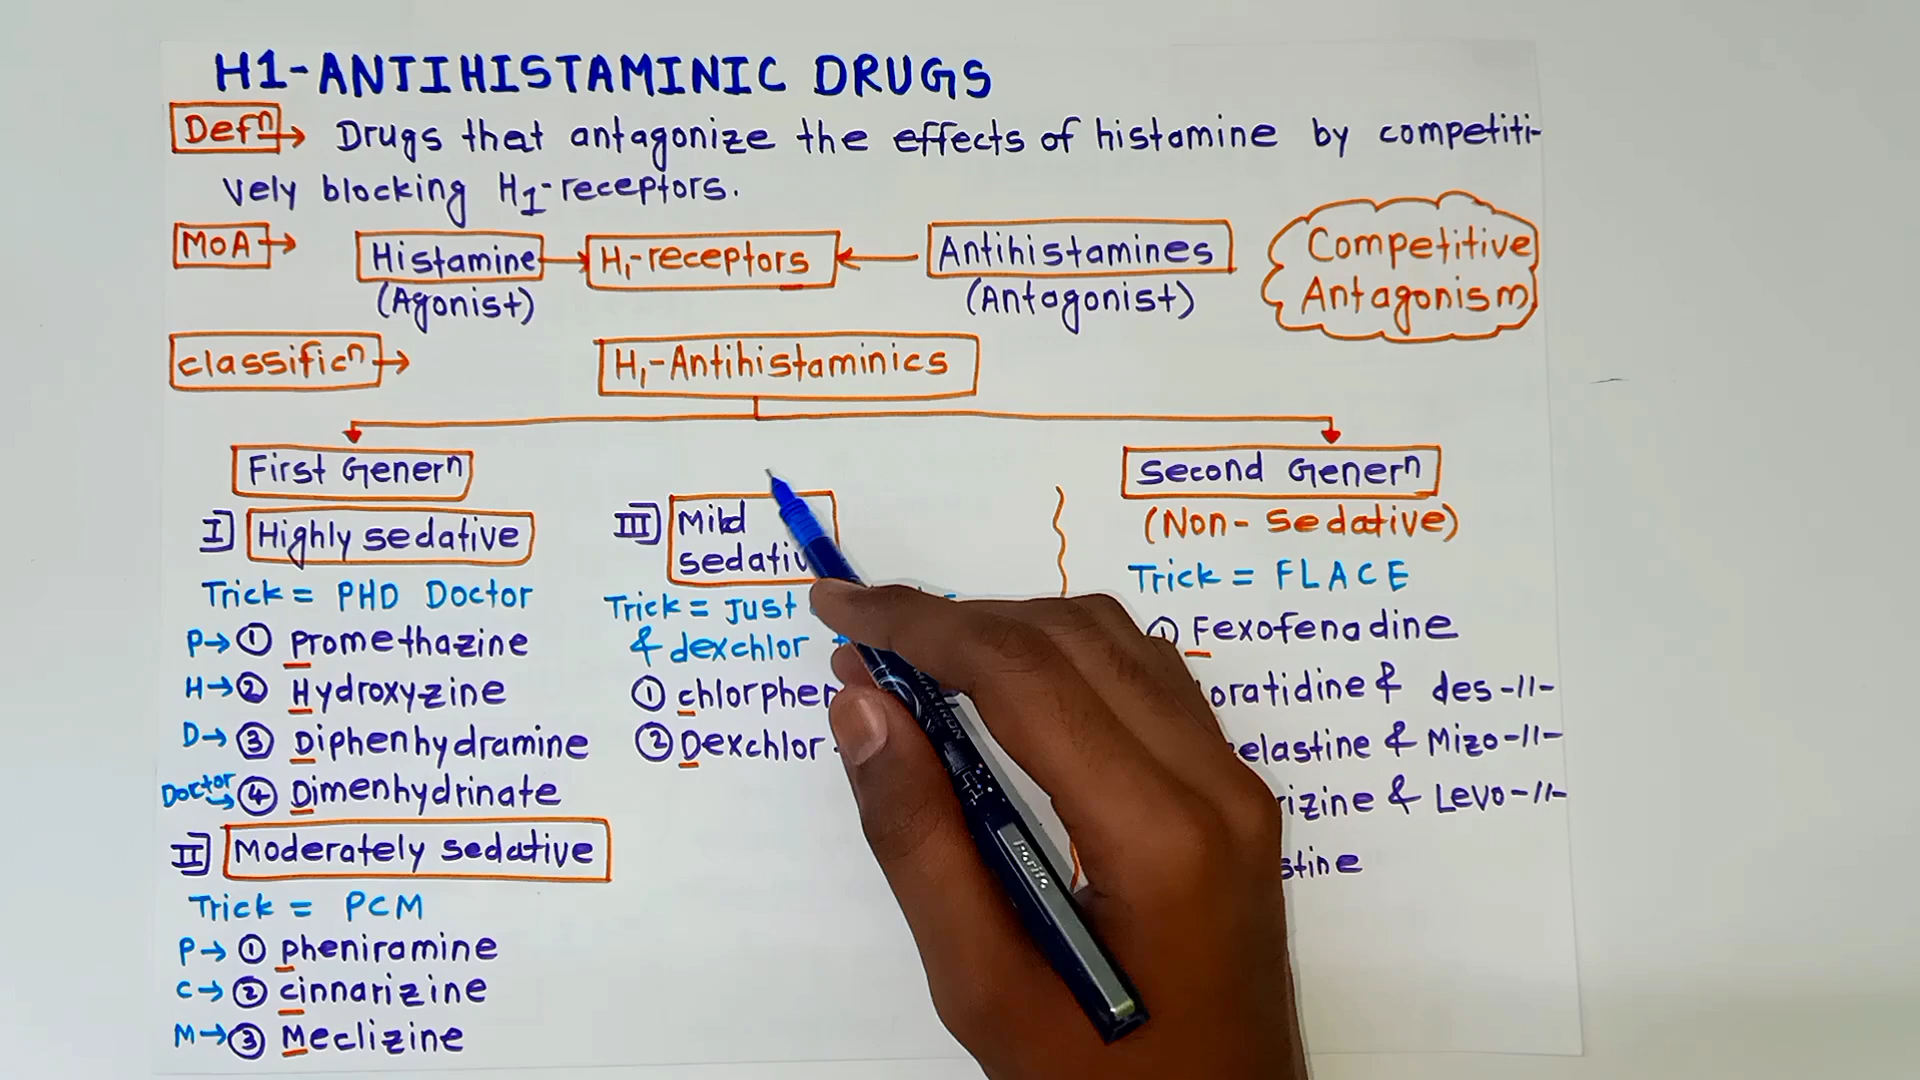 H1-ANTIHISTAMINIC DRUGS
Defⁿ → Drugs that antagonize the effects of histamine by competiti-
vely blocking H1-receptors.
MoA → Histamine → H1-receptors ← Antihistamines
(Agonist) (Antagonist)
Competitive
Antagonism
classificⁿ → H1-Antihistaminics
First Generⁿ
I] Highly sedative
Trick = PHD Doctor
P→ ① Promethazine
H→ ② Hydroxyzine
D→ ③ Diphenhydramine
Doctor → ④ Dimenhydrinate
II] Moderately sedative
Trick = PCM
P→ ① Pheniramine
C→ ② Cinnarizine
M→ ③ Meclizine
III] Mild
sedativ
Trick = Just
& dexchlor
① chlorphen
② Dexchlor
Second Generⁿ
(Non-Sedative)
Trick = FLACE
① Fexofenadine
oratidine & des-//-
elastine & Mizo-//-
rizine & Levo-//-
stine